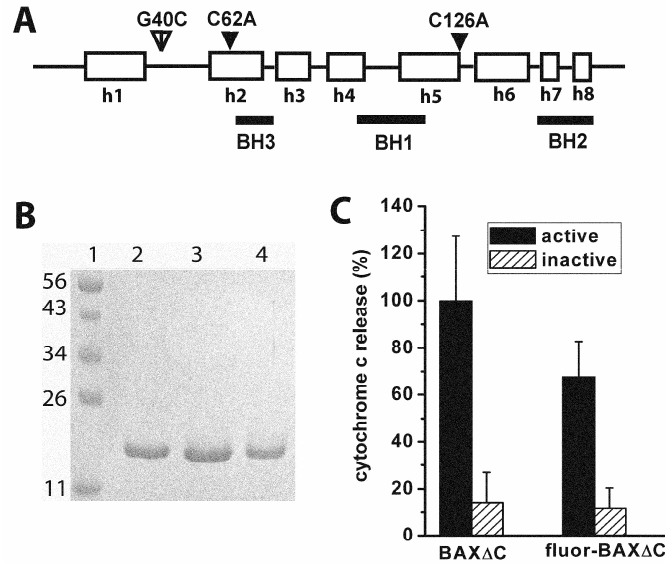 A
G40C C62A C126A
h1 h2 h3 h4 h5 h6 h7 h8
BH3 BH1 BH2
B
1 2 3 4
56
43
34
26
11
C
cytochrome c release (%)
140
120
100
80
60
40
20
0
active
inactive
BAXΔC fluor-BAXΔC